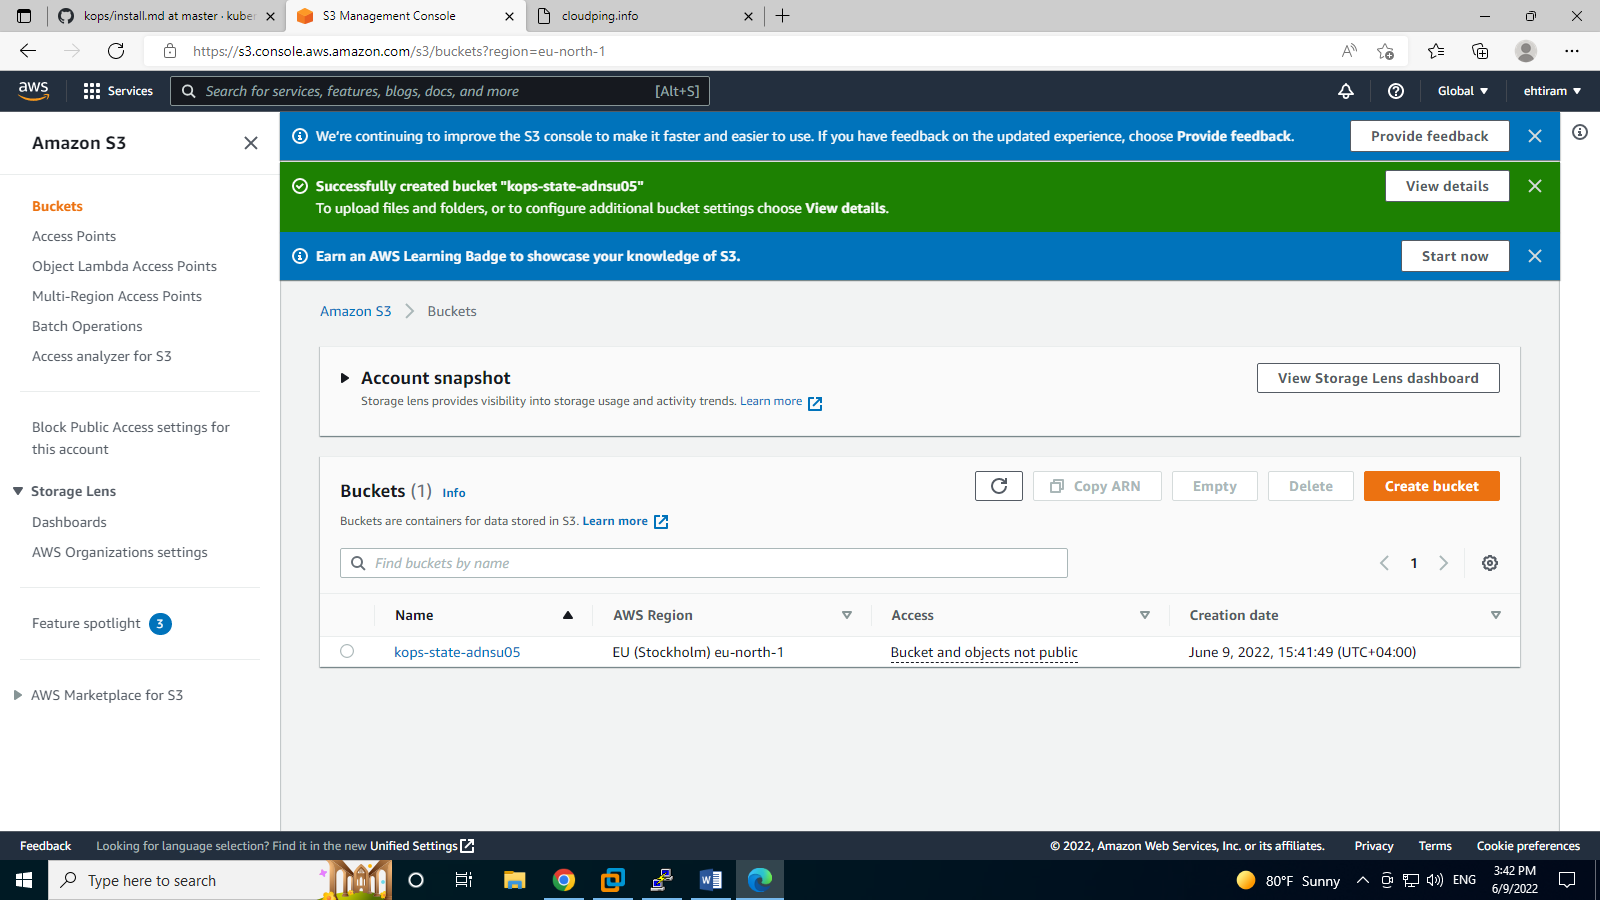 kops/install.md at master · kuber
S3 Management Console
cloudping.info
https://s3.console.aws.amazon.com/s3/buckets?region=eu-north-1
aws
Services
Search for services, features, blogs, docs, and more
[Alt+S]
Global
ehtiram
Amazon S3
Buckets
Access Points
Object Lambda Access Points
Multi-Region Access Points
Batch Operations
Access analyzer for S3
Block Public Access settings for
this account
Storage Lens
Dashboards
AWS Organizations settings
Feature spotlight 3
AWS Marketplace for S3
We're continuing to improve the S3 console to make it faster and easier to use. If you have feedback on the updated experience, choose Provide feedback.
Provide feedback
Successfully created bucket "kops-state-adnsu05"
To upload files and folders, or to configure additional bucket settings choose View details.
View details
Earn an AWS Learning Badge to showcase your knowledge of S3.
Start now
Amazon S3
Buckets
Account snapshot
Storage lens provides visibility into storage usage and activity trends. Learn more
View Storage Lens dashboard
Buckets (1) Info
Buckets are containers for data stored in S3. Learn more
Copy ARN
Empty
Delete
Create bucket
Find buckets by name
1
Name
AWS Region
Access
Creation date
kops-state-adnsu05
EU (Stockholm) eu-north-1
Bucket and objects not public
June 9, 2022, 15:41:49 (UTC+04:00)
Feedback
Looking for language selection? Find it in the new Unified Settings
© 2022, Amazon Web Services, Inc. or its affiliates.
Privacy
Terms
Cookie preferences
Type here to search
80°F Sunny
ENG
3:42 PM
6/9/2022